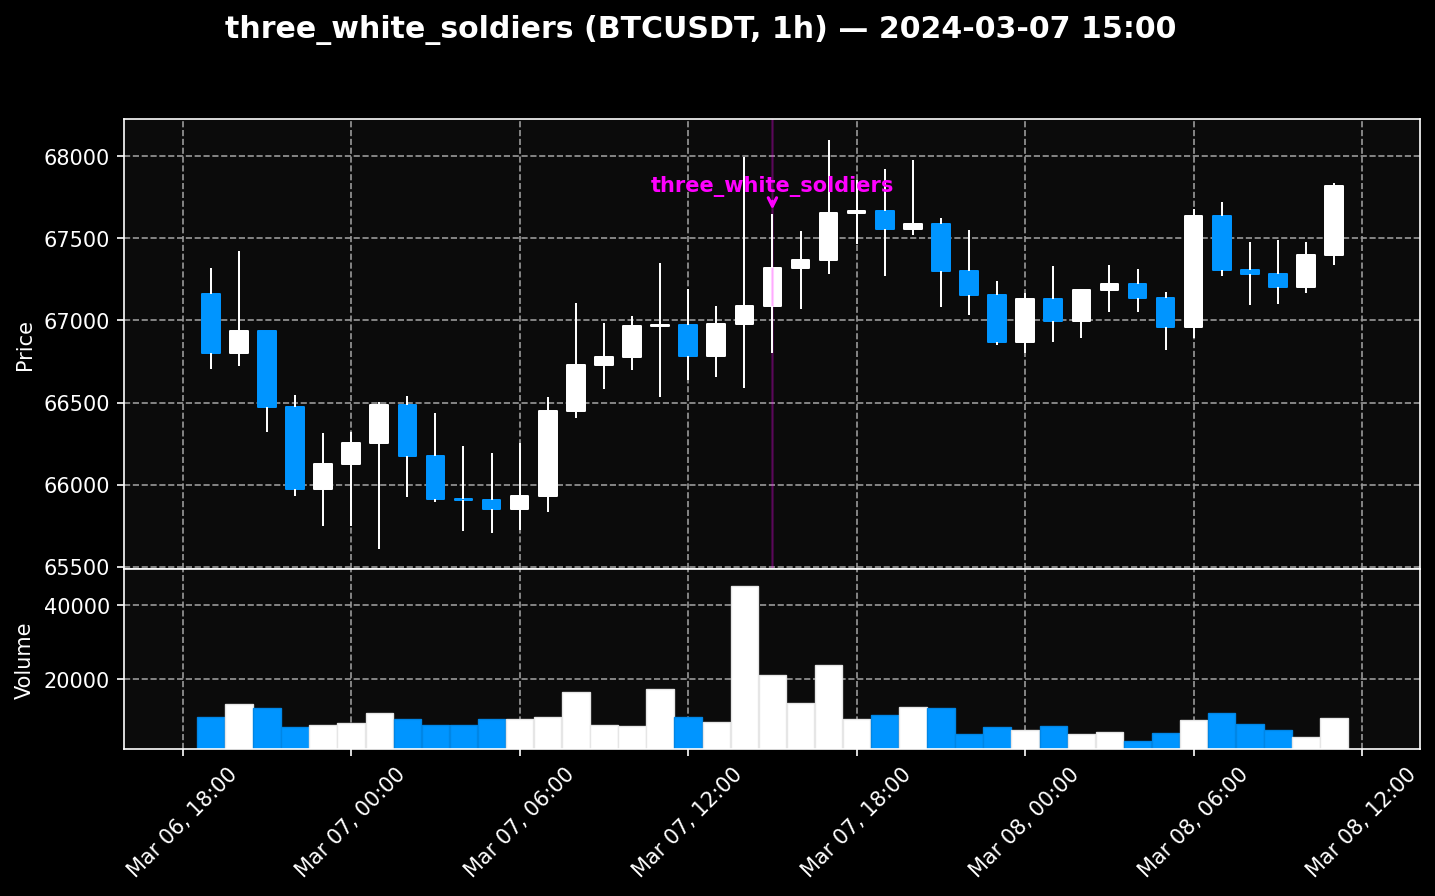 three_white_soldiers (BTCUSDT, 1h) — 2024-03-07 15:00
68000
three_white_soldiers
67500
67000
Price
66500
66000
65500
40000
Volume
20000
Mar 06, 18:00
Mar 07, 00:00
Mar 07, 06:00
Mar 07, 12:00
Mar 07, 18:00
Mar 08, 00:00
Mar 08, 06:00
Mar 08, 12:00